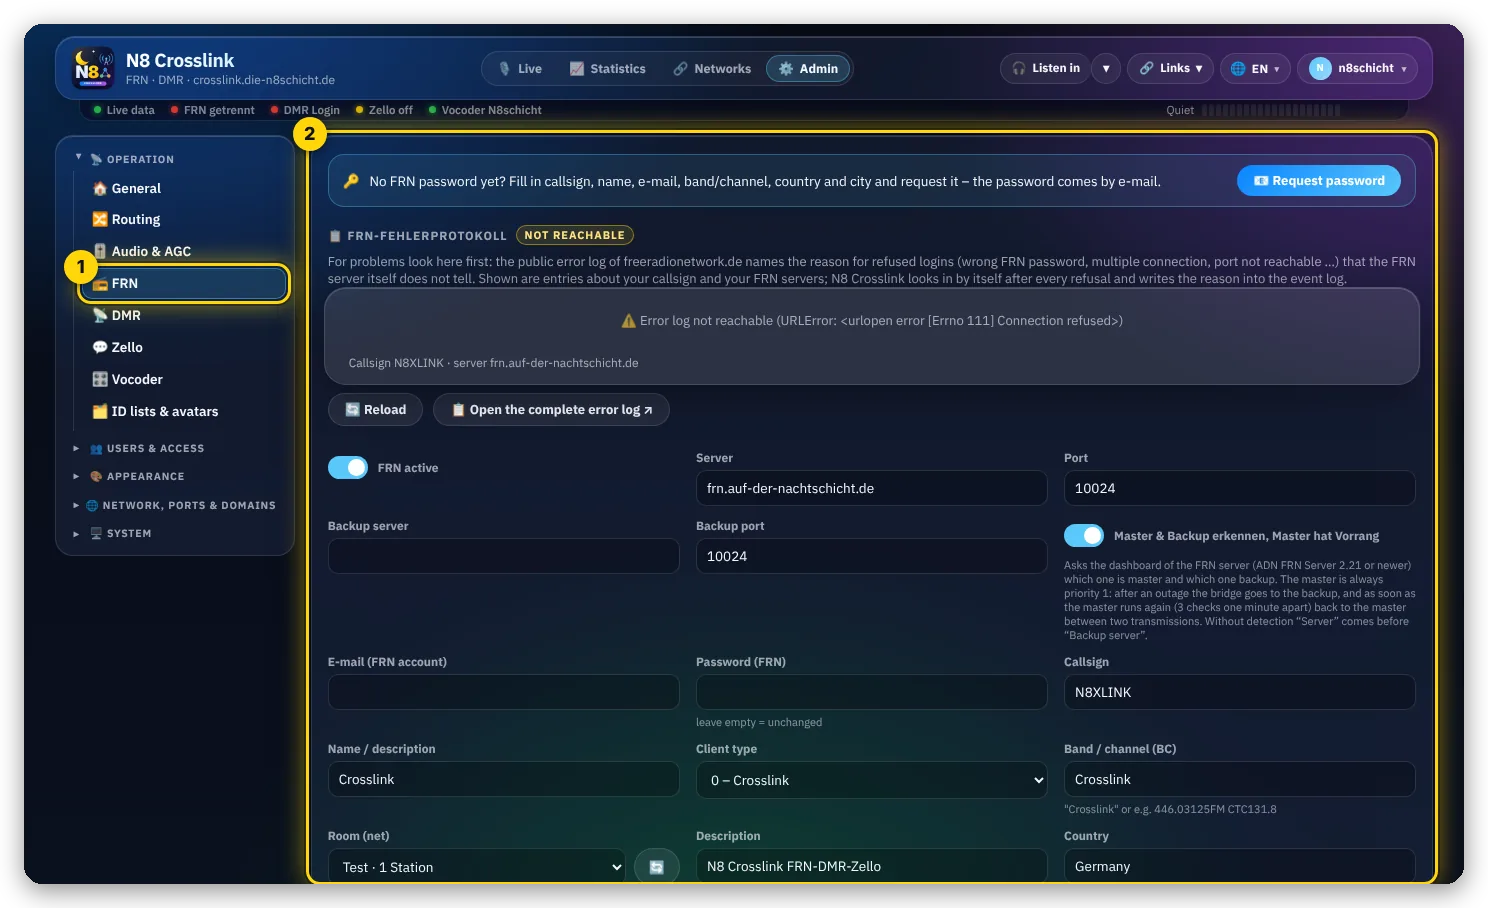 N8 Crosslink
FRN · DMR · crosslink.die-n8schicht.de
Live
Statistics
Networks
Admin
Listen in
Links ▾
EN ▾
N
n8schicht ▾
Live data
FRN getrennt
DMR Login
Zello off
Vocoder N8schicht
Quiet
OPERATION
General
Routing
Audio & AGC
1
FRN
DMR
Zello
Vocoder
ID lists & avatars
USERS & ACCESS
APPEARANCE
NETWORK, PORTS & DOMAINS
SYSTEM
2
No FRN password yet? Fill in callsign, name, e-mail, band/channel, country and city and request it – the password comes by e-mail.
Request password
FRN-FEHLERPROTOKOLL
NOT REACHABLE
For problems look here first: the public error log of freeradionetwork.de names the reason for refused logins (wrong FRN password, multiple connection, port not reachable ...) that the FRN
server itself does not tell. Shown are entries about your callsign and your FRN servers; N8 Crosslink looks in by itself after every refusal and writes the reason into the event log.
Error log not reachable (URLError: <urlopen error [Errno 111] Connection refused>)
Callsign N8XLINK · server frn.auf-der-nachtschicht.de
Reload
Open the complete error log ↗
FRN active
Server
frn.auf-der-nachtschicht.de
Port
10024
Backup server
Backup port
10024
Master & Backup erkennen, Master hat Vorrang
Asks the dashboard of the FRN server (ADN FRN Server 2.21 or newer)
which one is master and which one backup. The master is always
priority 1: after an outage the bridge goes to the backup, and as soon as
the master runs again (3 checks one minute apart) back to the master
between two transmissions. Without detection “Server” comes before
“Backup server”.
E-mail (FRN account)
Password (FRN)
leave empty = unchanged
Callsign
N8XLINK
Name / description
Crosslink
Client type
0 – Crosslink
Band / channel (BC)
Crosslink
"Crosslink" or e.g. 446.03125FM CTC131.8
Room (net)
Test · 1 Station
Description
N8 Crosslink FRN-DMR-Zello
Country
Germany